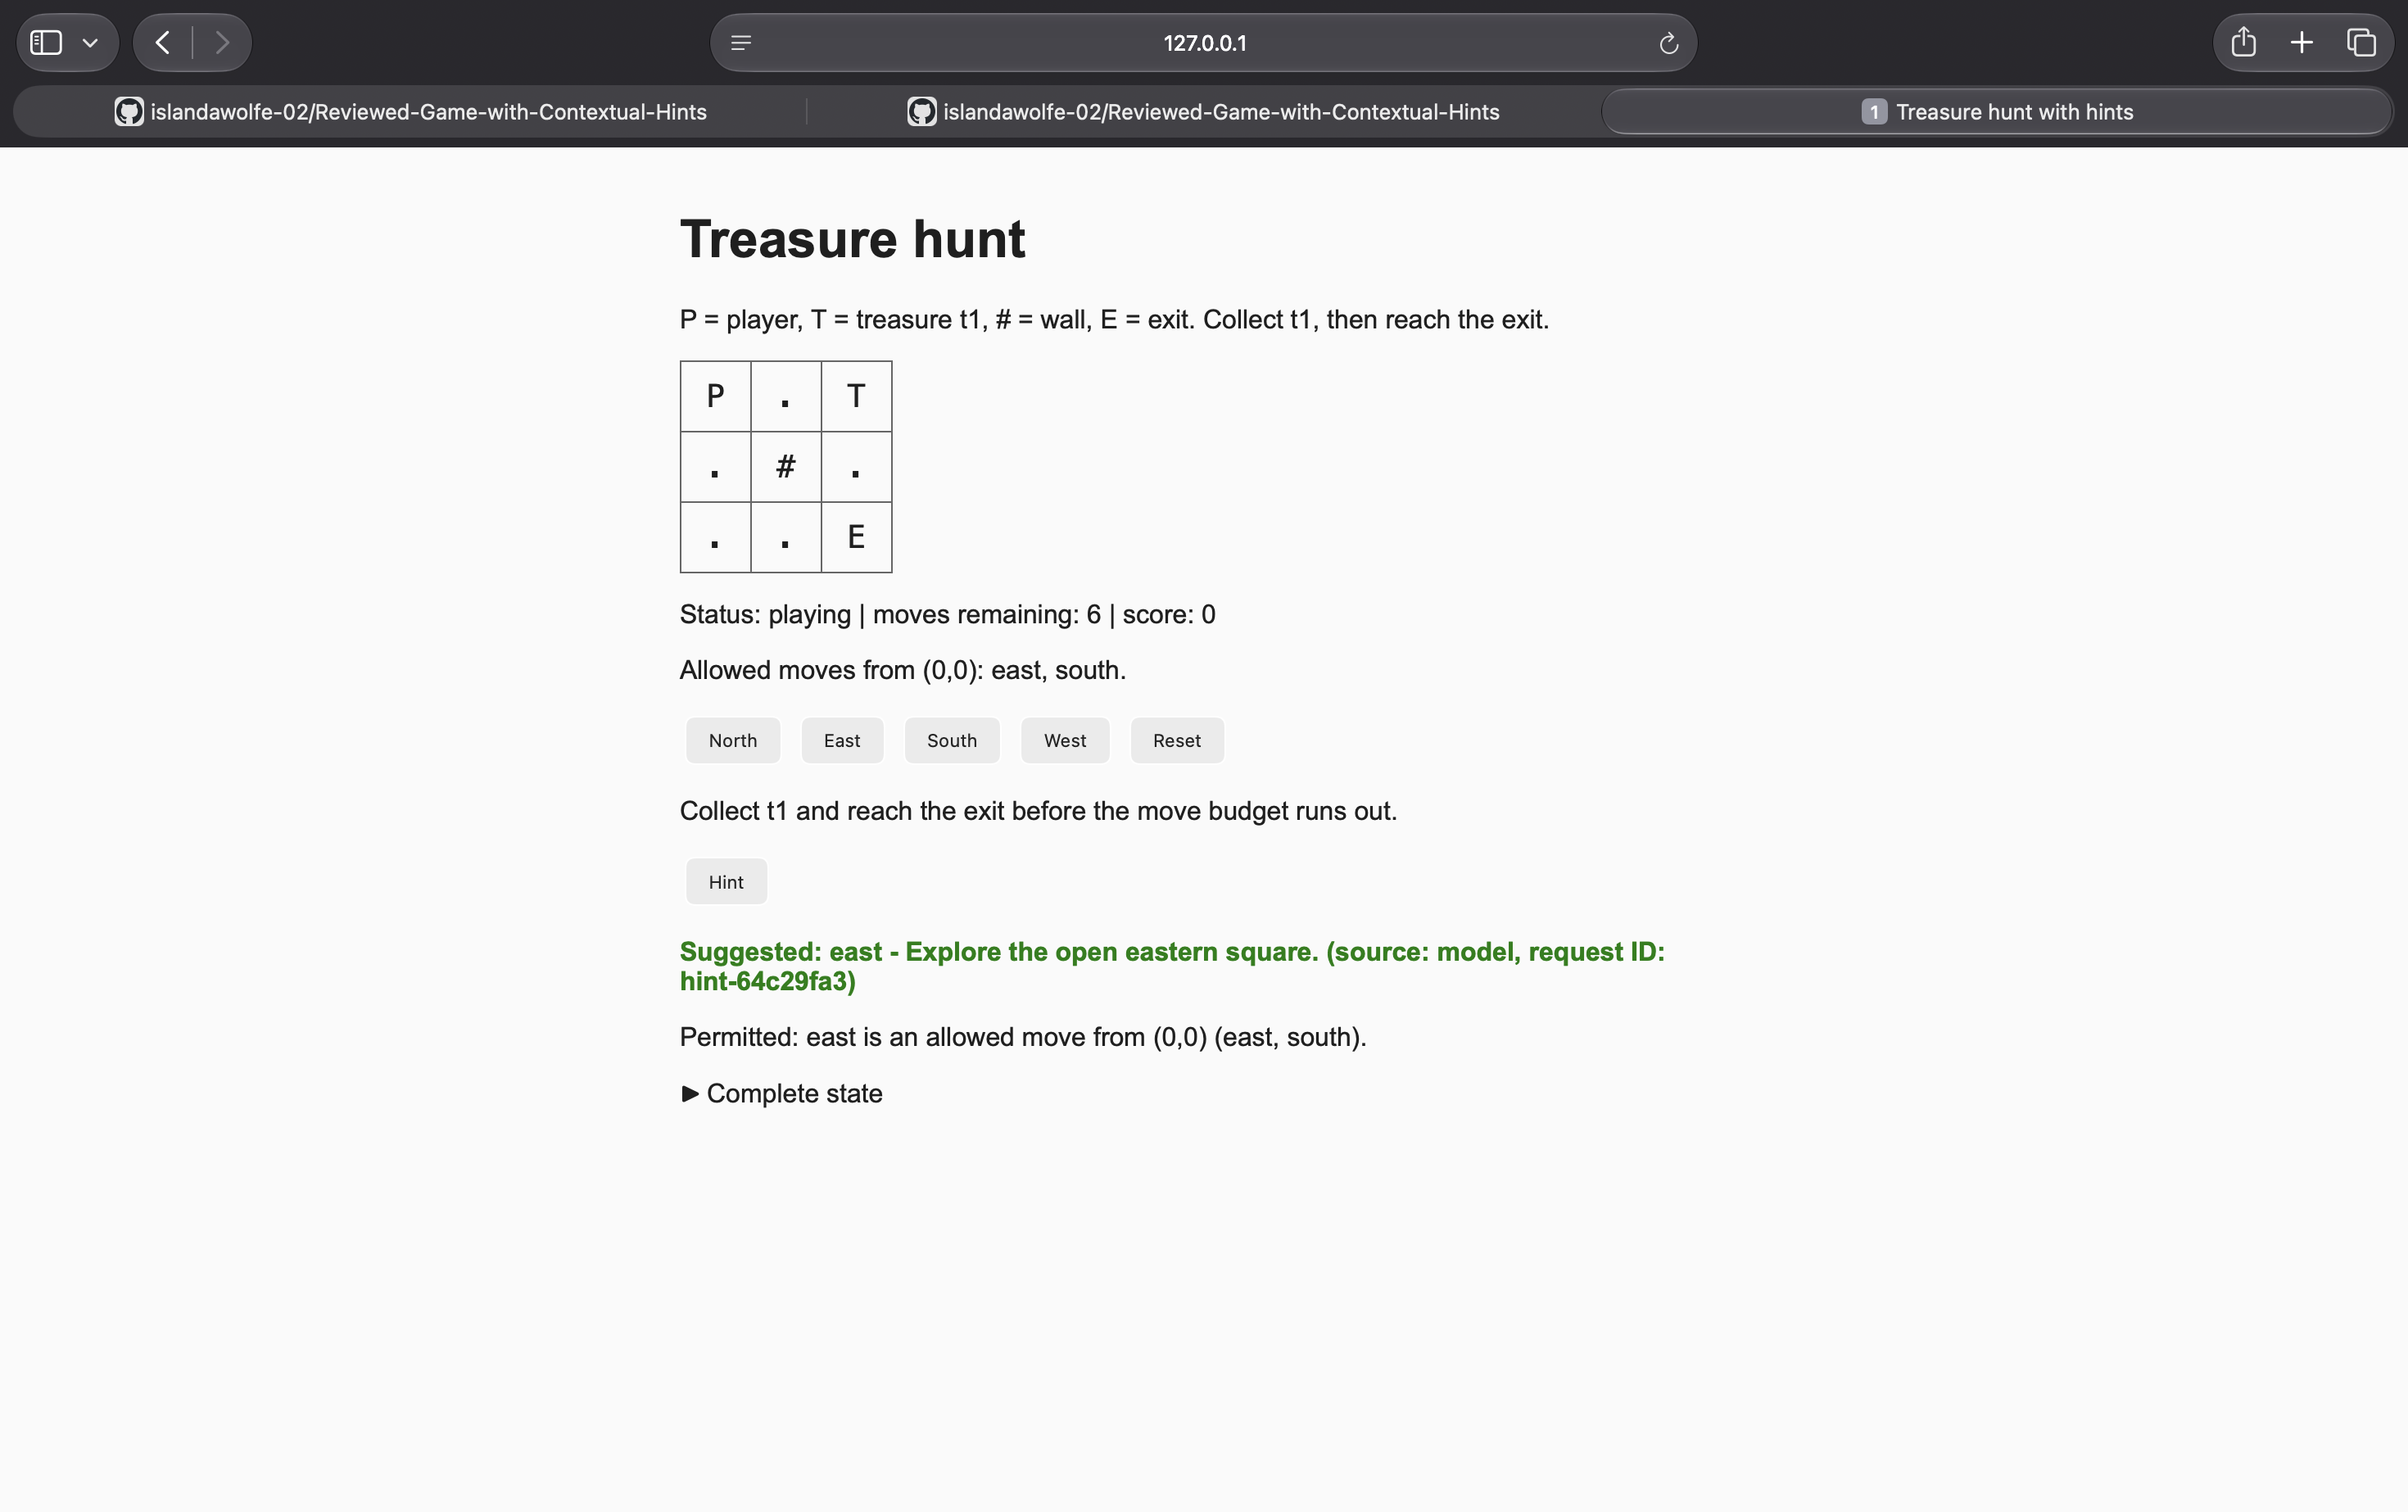 127.0.0.1
islandawolfe-02/Reviewed-Game-with-Contextual-Hints
islandawolfe-02/Reviewed-Game-with-Contextual-Hints
1 Treasure hunt with hints
Treasure hunt
P = player, T = treasure t1, # = wall, E = exit. Collect t1, then reach the exit.
P . T
. # .
. . E
Status: playing | moves remaining: 6 | score: 0
Allowed moves from (0,0): east, south.
North East South West Reset
Collect t1 and reach the exit before the move budget runs out.
Hint
Suggested: east - Explore the open eastern square. (source: model, request ID:
hint-64c29fa3)
Permitted: east is an allowed move from (0,0) (east, south).
▶ Complete state